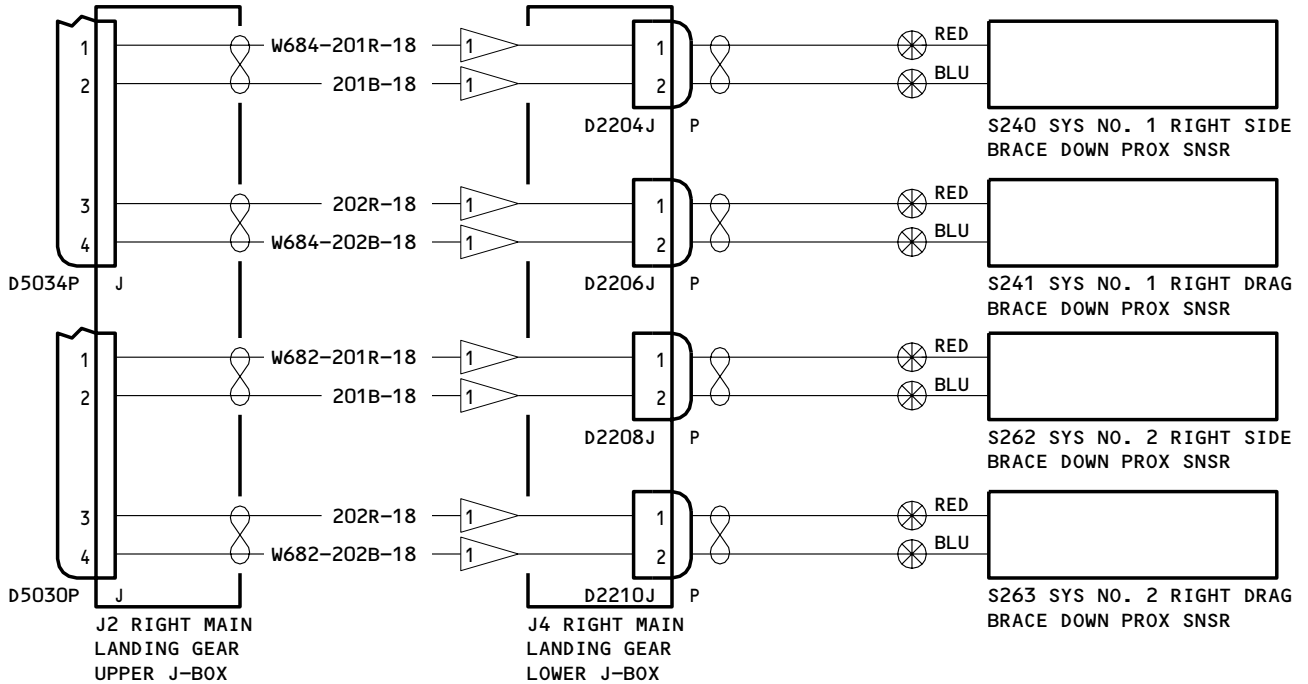 1 W684-201R-18 1 1 RED
2 201B-18 1 2 BLU
D2204J P
S240 SYS NO. 1 RIGHT SIDE
BRACE DOWN PROX SNSR
3 202R-18 1 1 RED
4 W684-202B-18 1 2 BLU
D5034P J D2206J P
S241 SYS NO. 1 RIGHT DRAG
BRACE DOWN PROX SNSR
1 W682-201R-18 1 1 RED
2 201B-18 1 2 BLU
D2208J P
S262 SYS NO. 2 RIGHT SIDE
BRACE DOWN PROX SNSR
3 202R-18 1 1 RED
4 W682-202B-18 1 2 BLU
D5030P J D2210J P
S263 SYS NO. 2 RIGHT DRAG
BRACE DOWN PROX SNSR
J2 RIGHT MAIN
LANDING GEAR
UPPER J-BOX
J4 RIGHT MAIN
LANDING GEAR
LOWER J-BOX